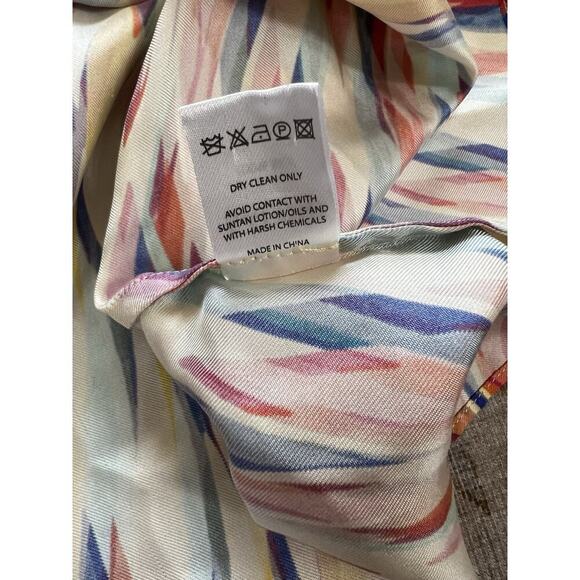 DRY CLEAN ONLY
AVOID CONTACT WITH
SUNTAN LOTION/OILS AND
WITH HARSH CHEMICALS
MADE IN CHINA